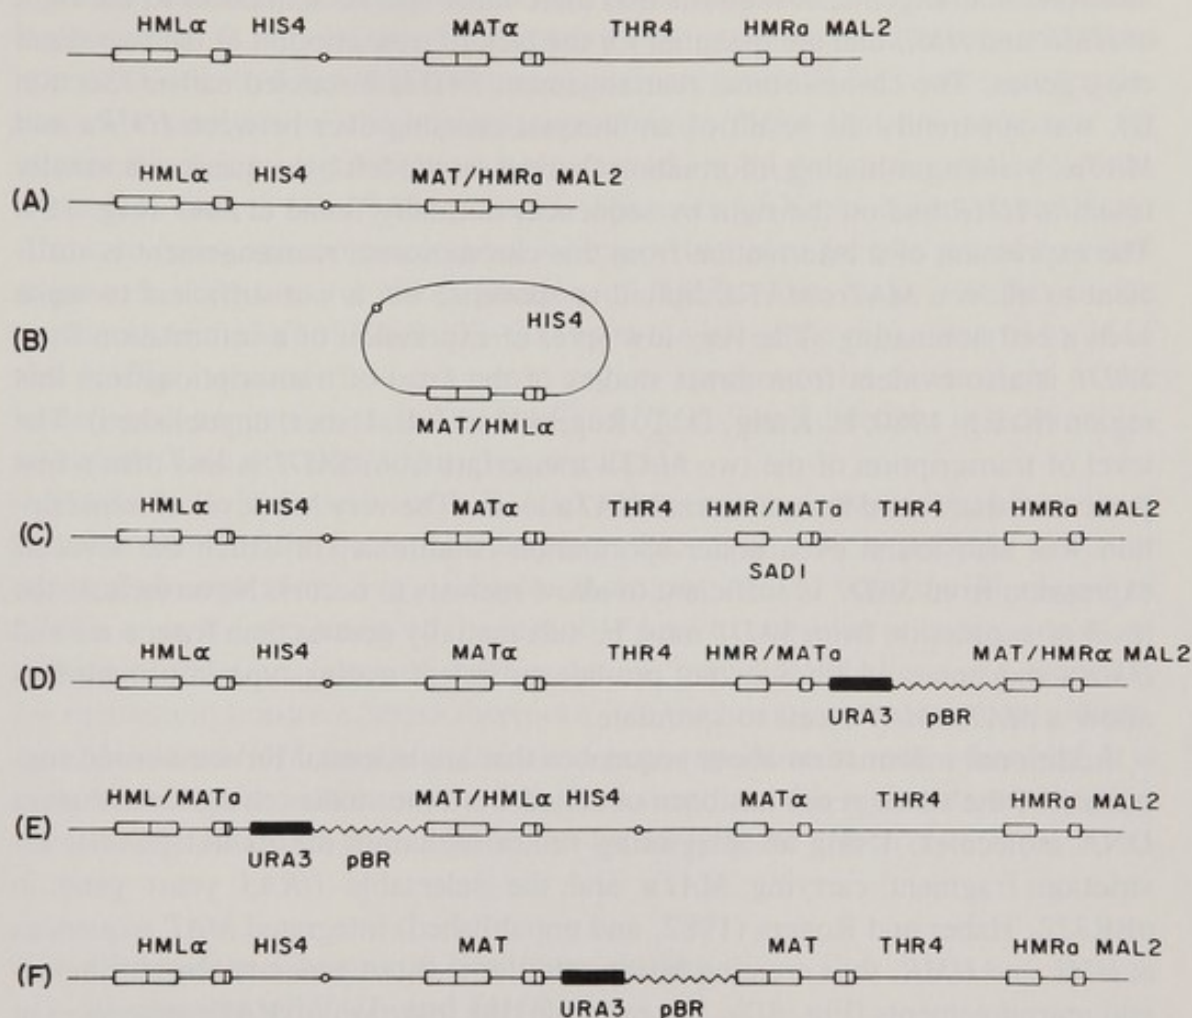 HMLα HIS4 MATα THR4 HMRa MAL2
(A) HMLα HIS4 MAT/HMRa MAL2
(B) HIS4
MAT/HMLα
(C) HMLα HIS4 MATα THR4 HMR/MATa THR4 HMRa MAL2
SAD1
(D) HMLα HIS4 MATα THR4 HMR/MATa MAT/HMRα MAL2
URA3 pBR
(E) HML/MATa MAT/HMLα HIS4 MATα THR4 HMRa MAL2
URA3 pBR
(F) HMLα HIS4 MAT MAT THR4 HMRa MAL2
URA3 pBR